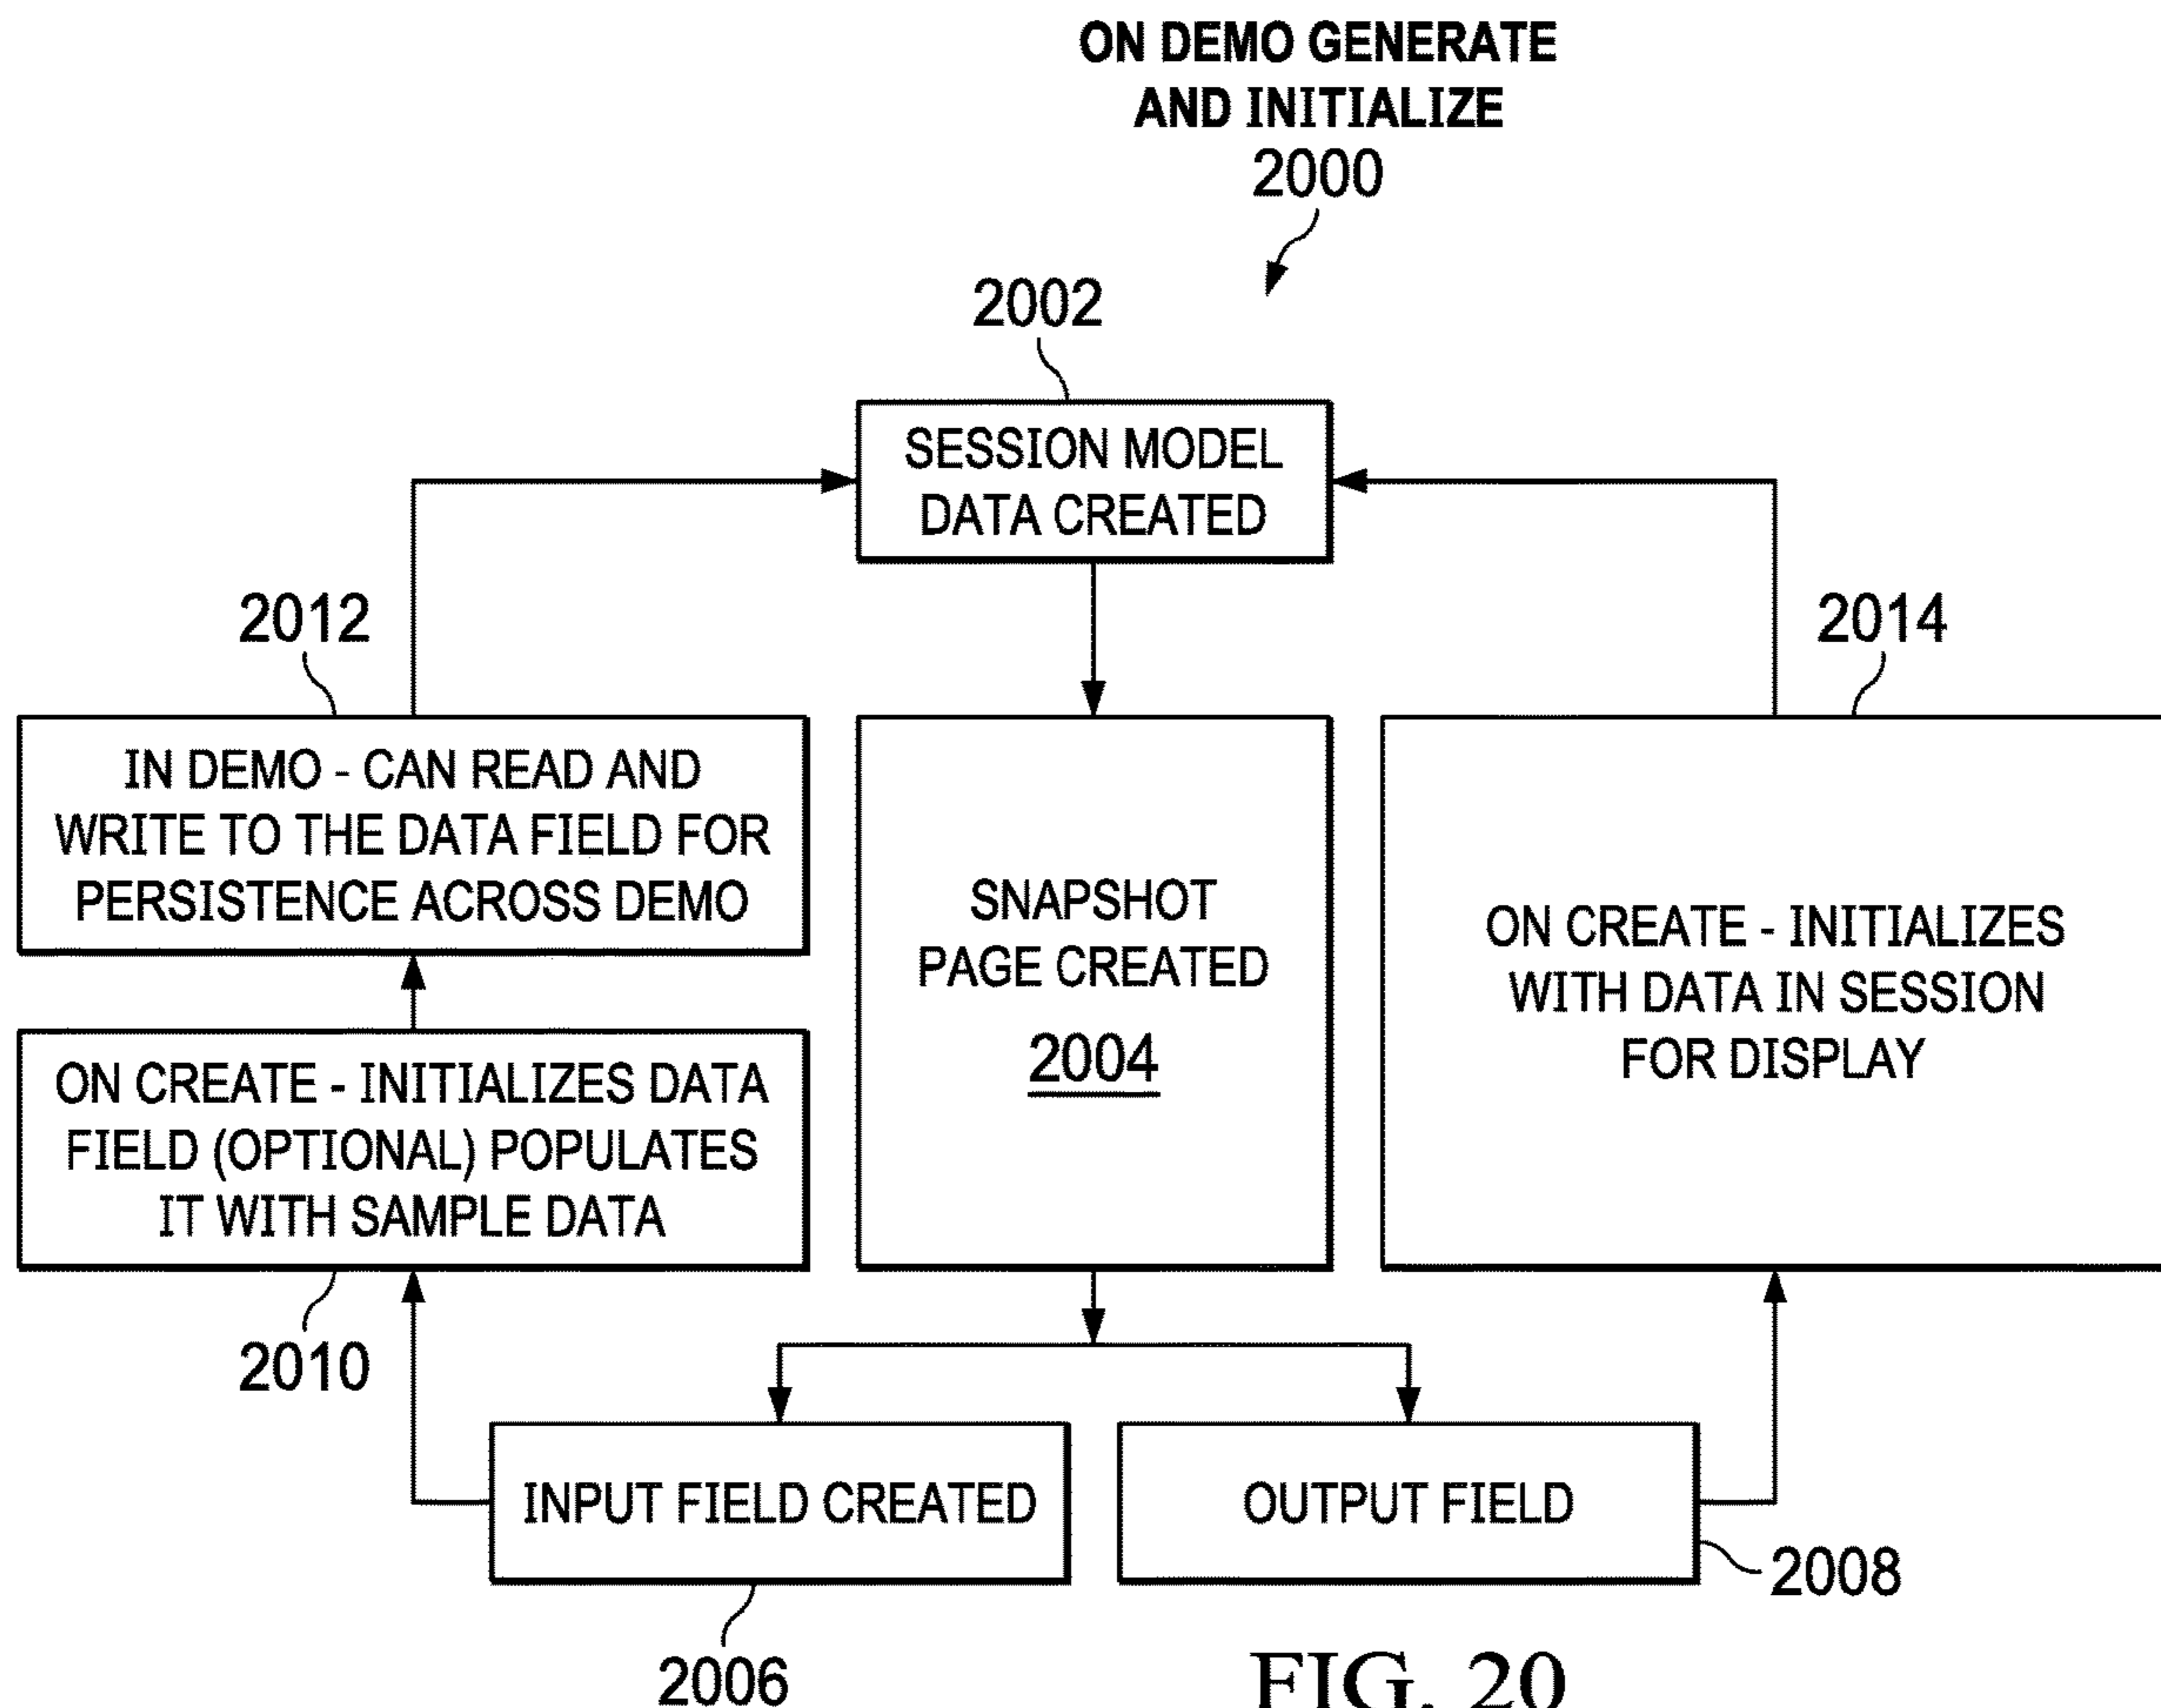 ON DEMO GENERATE
AND INITIALIZE
2000
2002
SESSION MODEL
DATA CREATED
2012
2014
IN DEMO - CAN READ AND
WRITE TO THE DATA FIELD FOR
PERSISTENCE ACROSS DEMO
SNAPSHOT
PAGE CREATED
2004
ON CREATE - INITIALIZES
WITH DATA IN SESSION
FOR DISPLAY
ON CREATE - INITIALIZES DATA
FIELD (OPTIONAL) POPULATES
IT WITH SAMPLE DATA
2010
INPUT FIELD CREATED
OUTPUT FIELD
2008
2006
FIG. 20